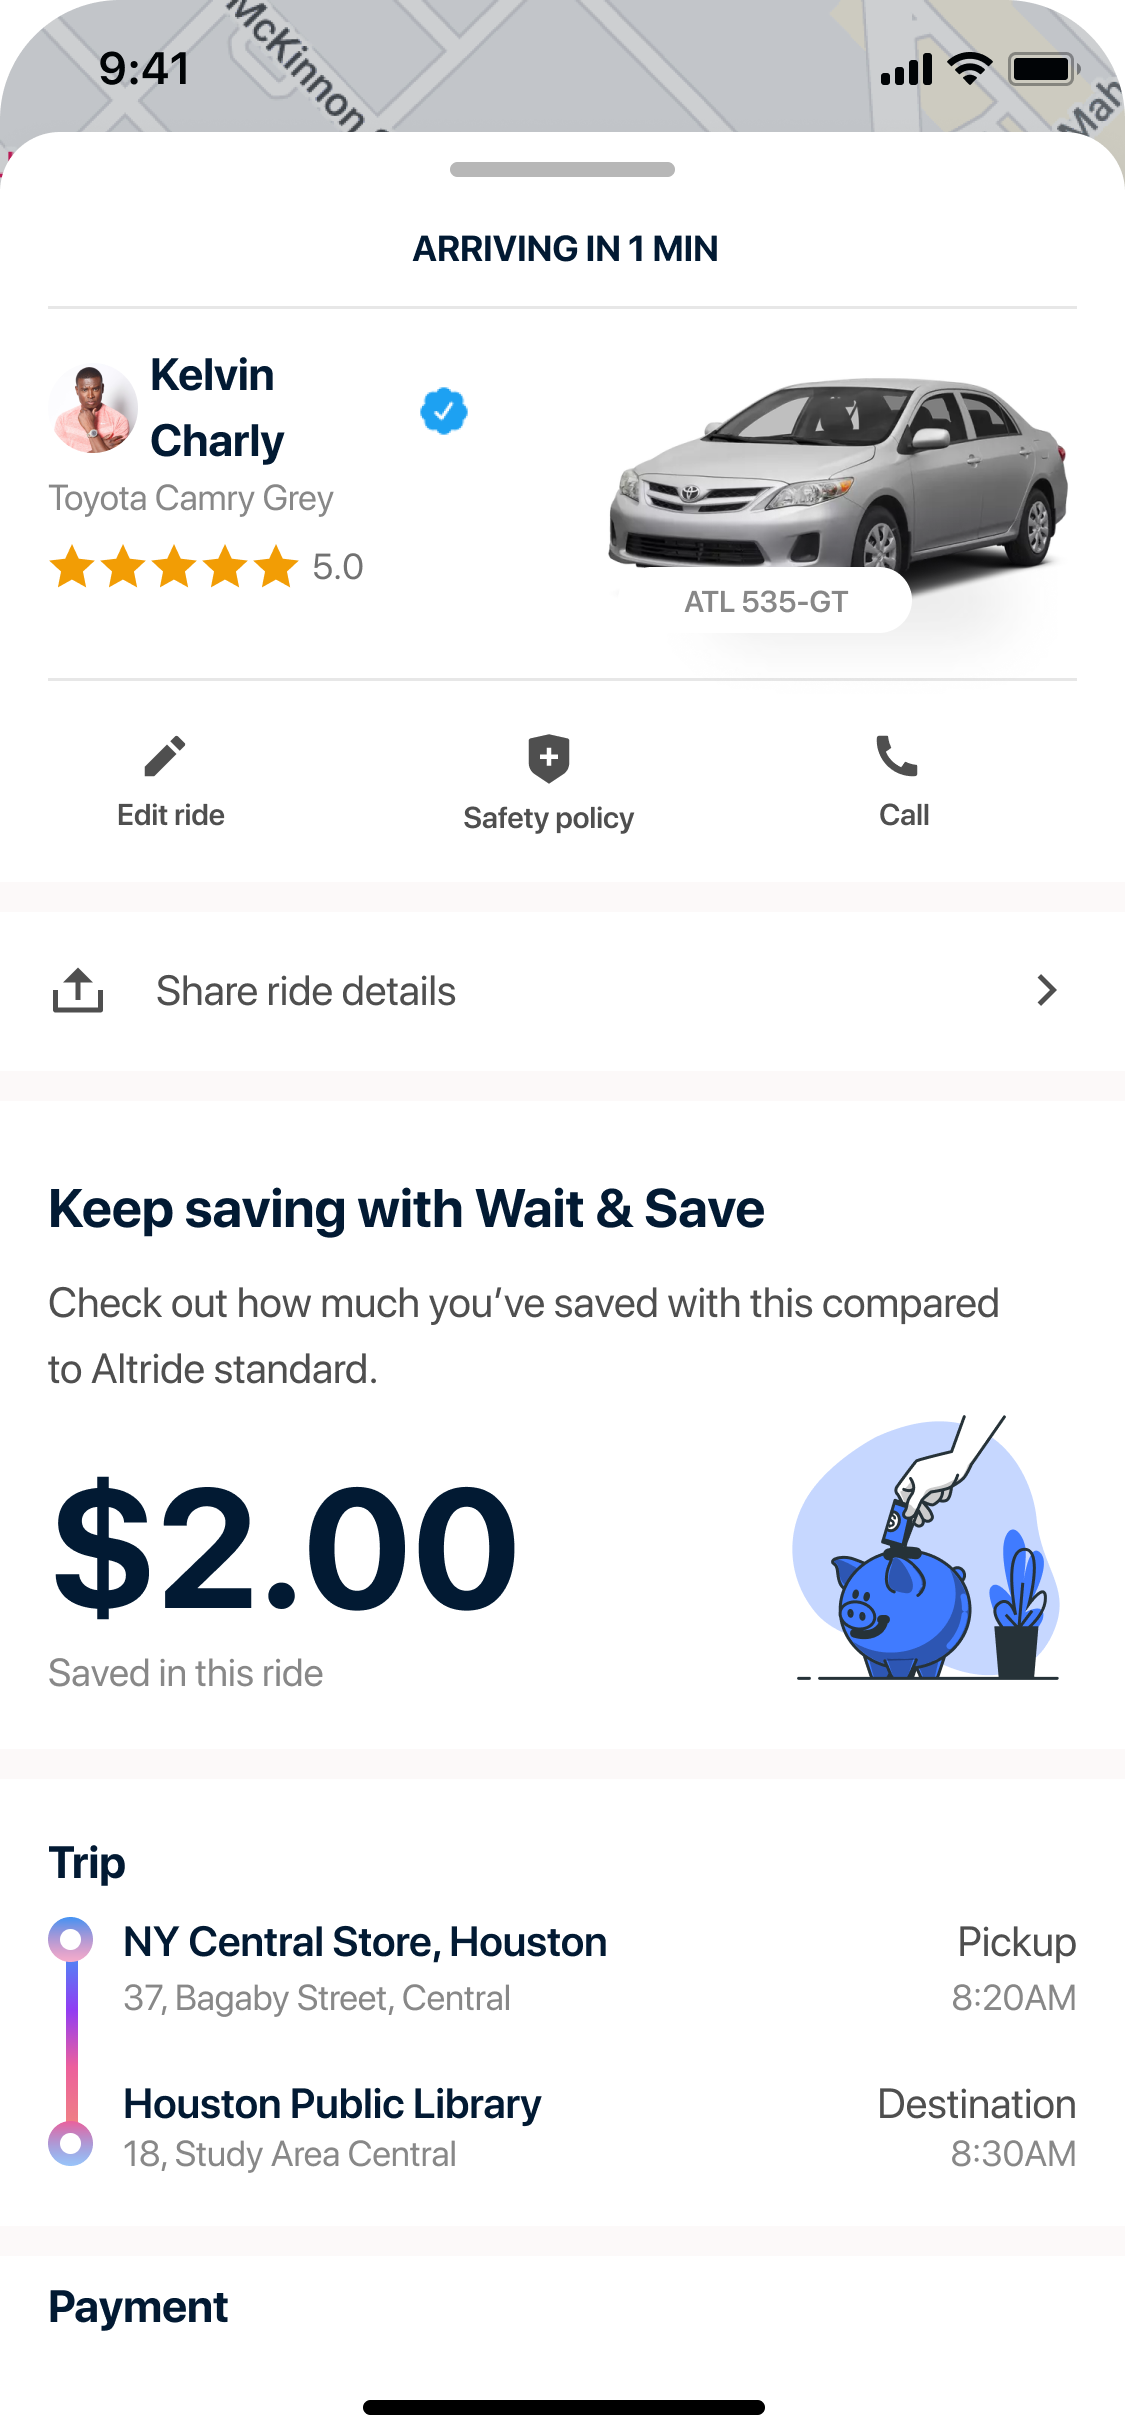 McKinnon
9:41
Mah
ARRIVING IN 1 MIN
Kelvin
Charly
Toyota Camry Grey
5.0
ATL 535-GT
Edit ride
Safety policy
Call
Share ride details
Keep saving with Wait & Save
Check out how much you’ve saved with this compared
to Altride standard.
$2.00
Saved in this ride
Trip
NY Central Store, Houston
Pickup
37, Bagaby Street, Central
8:20AM
Houston Public Library
Destination
18, Study Area Central
8:30AM
Payment